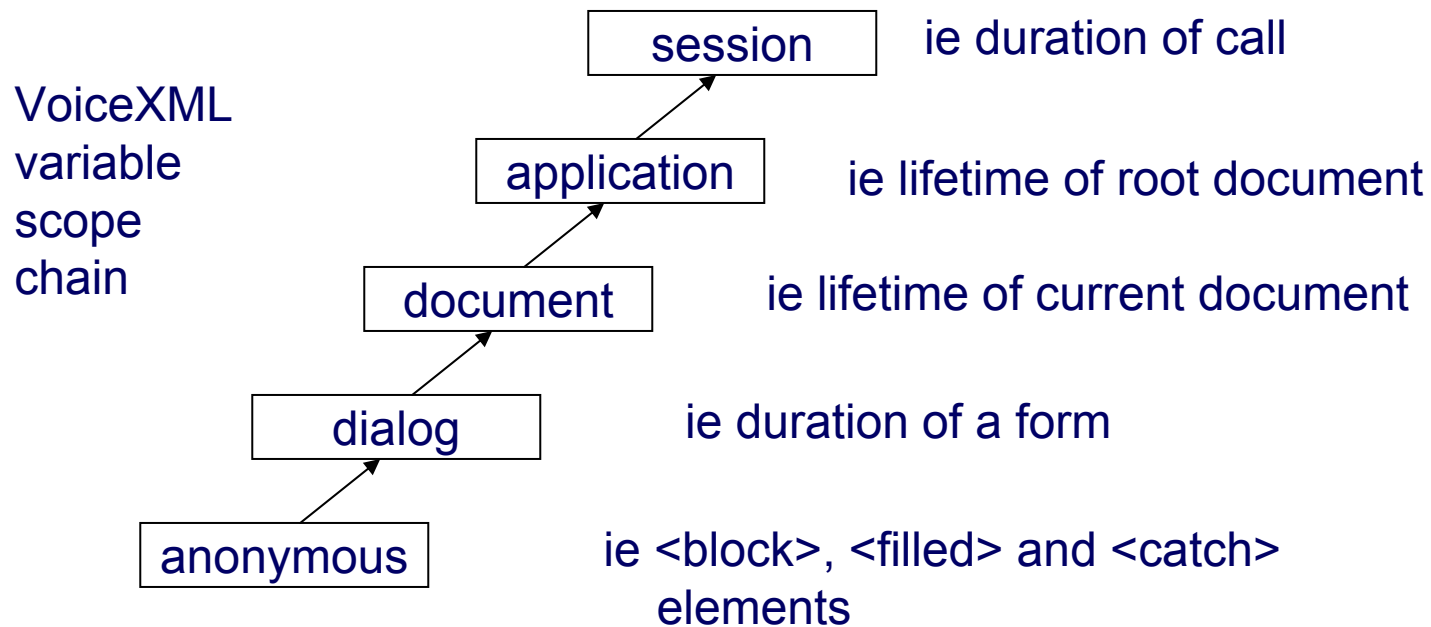 session
ie duration of call
VoiceXML
variable
scope
chain
application
ie lifetime of root document
document
ie lifetime of current document
dialog
ie duration of a form
anonymous
ie <block>, <filled> and <catch>
elements